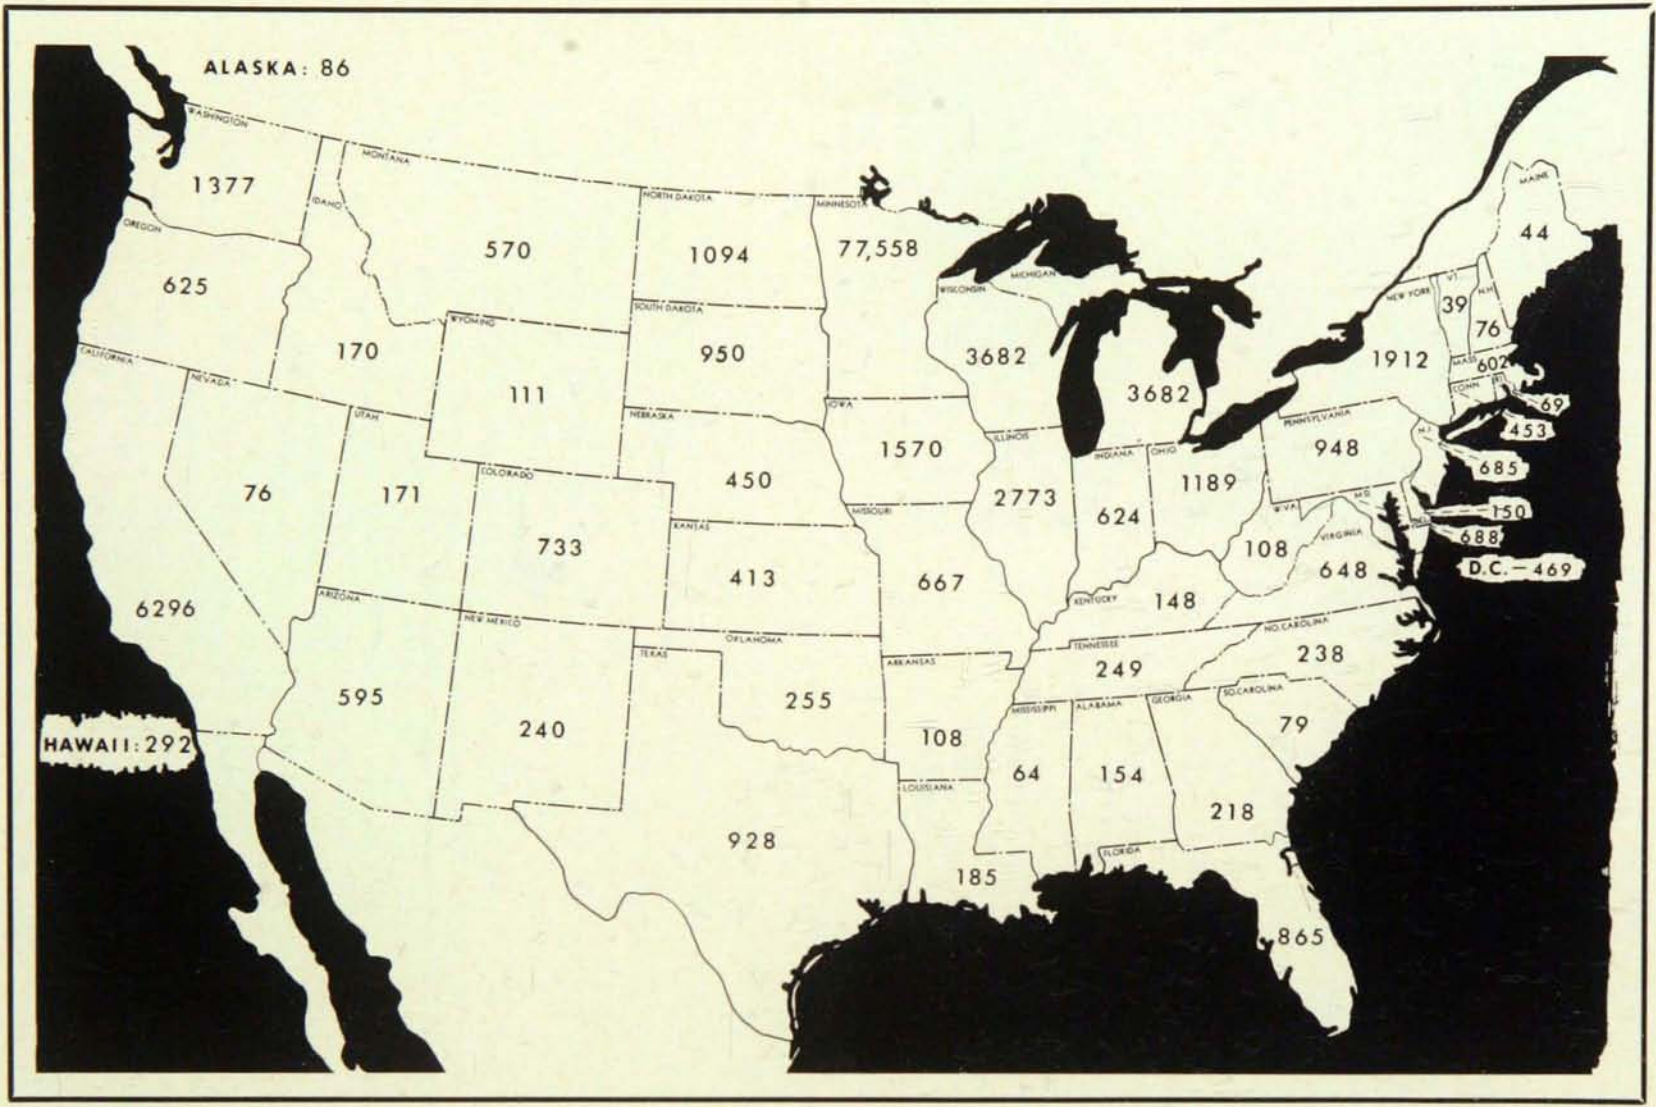 ALASKA: 86
WASHINGTON
1377
MONTANA
570
IDAHO
170
NORTH DAKOTA
1094
MINNESOTA
77,558
OREGON
625
WYOMING
111
SOUTH DAKOTA
950
WISCONSIN
3682
MICHIGAN
3682
MAINE
44
NEW YORK
1912
VT.
39
N.H.
76
MASS
602
CONN
R.I.
69
453
CALIFORNIA
6296
NEVADA
76
UTAH
171
COLORADO
733
NEBRASKA
450
IOWA
1570
ILLINOIS
2773
INDIANA
624
OHIO
1189
PENNSYLVANIA
948
N.J.
685
M.D.
DEL
150
688
D.C. — 469
KANSAS
413
MISSOURI
667
KENTUCKY
148
W.VA.
108
VIRGINIA
648
ARIZONA
595
NEW MEXICO
240
OKLAHOMA
255
TEXAS
928
ARKANSAS
108
TENNESSEE
249
NO. CAROLINA
238
SO. CAROLINA
79
MISSISSIPPI
64
ALABAMA
154
GEORGIA
218
LOUISIANA
185
FLORIDA
865
HAWAII: 292